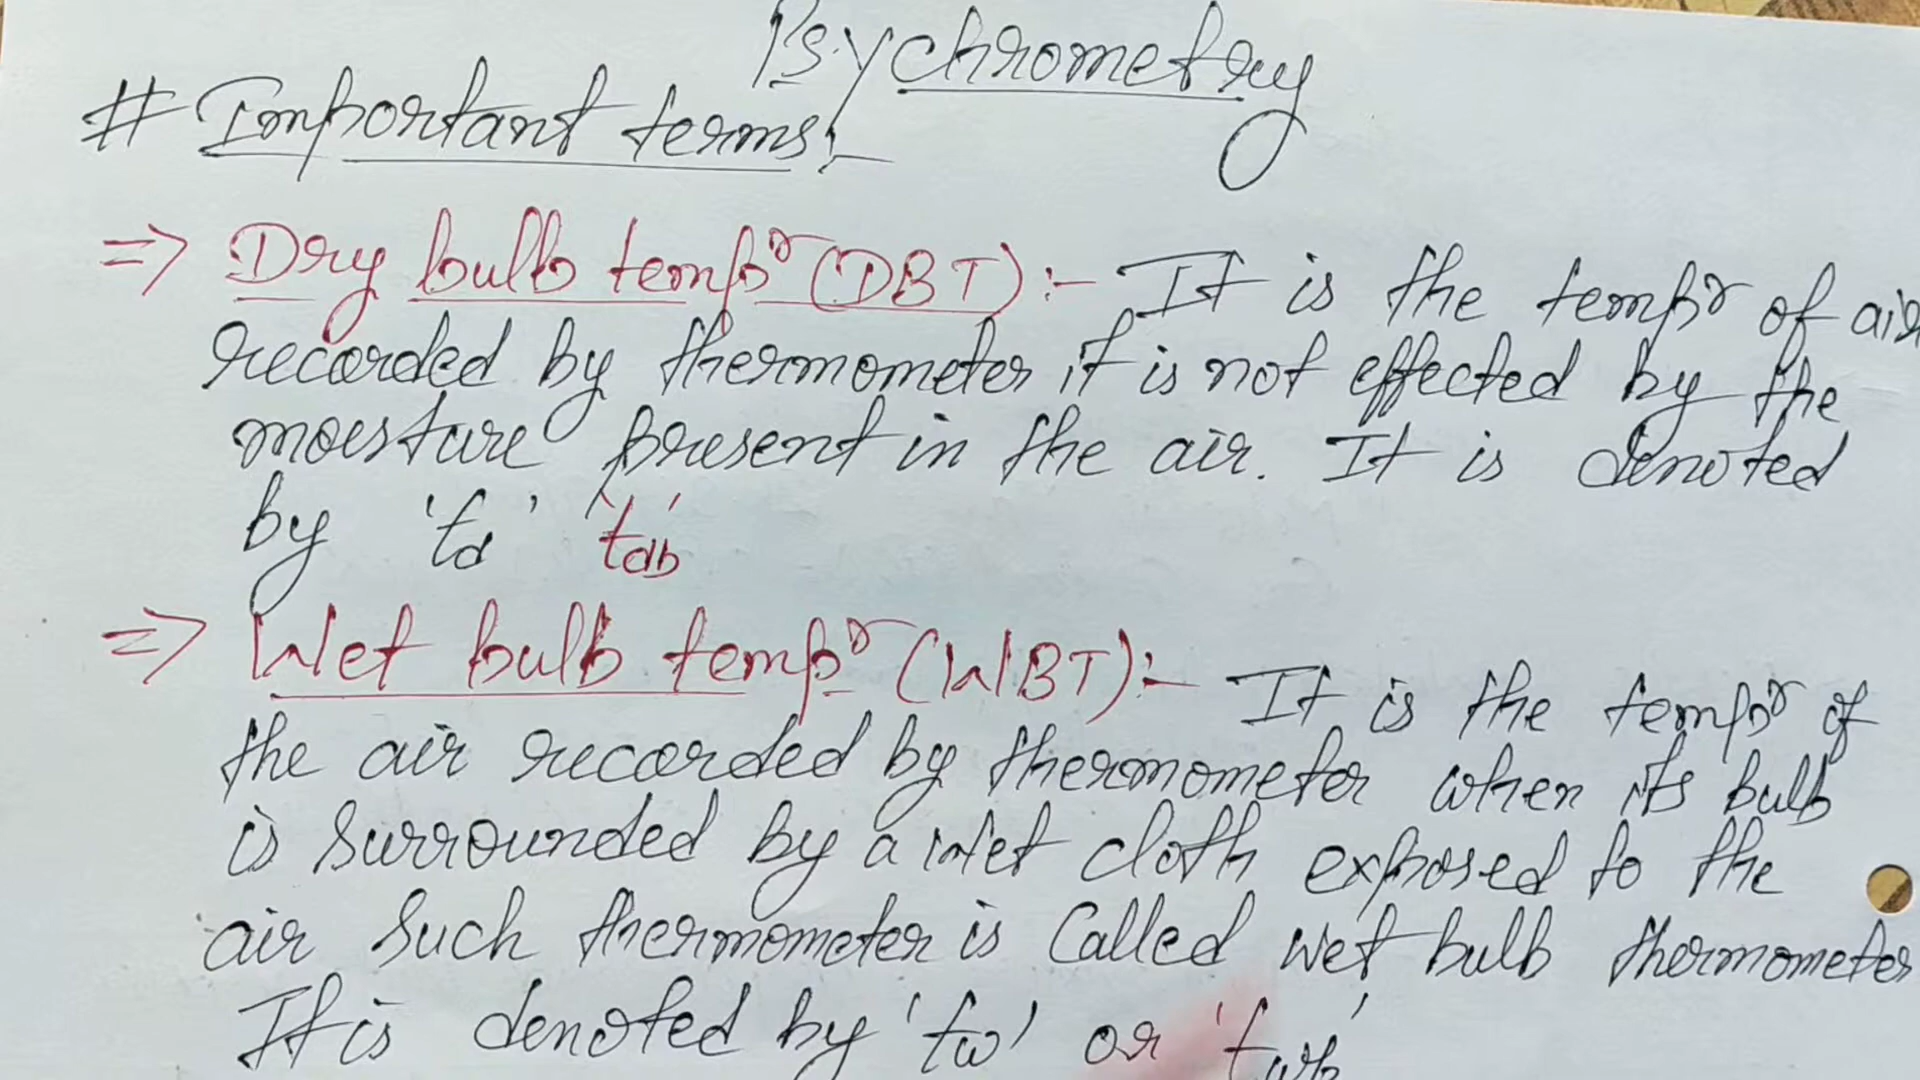 Psychrometry
# Important terms:-
=> Dry bulb tempr (DBT) :- It is the tempr of air
recorded by thermometer, it is not effected by the
moisture present in the air. It is denoted
by 'td' 'tdb'
=> Wet bulb tempr (WBT):- It is the tempr of
the air recorded by thermometer when its bulb
is surrounded by a wet cloth exposed to the
air such thermometer is called wet bulb thermometer
It is denoted by 'tw' or 'twb'